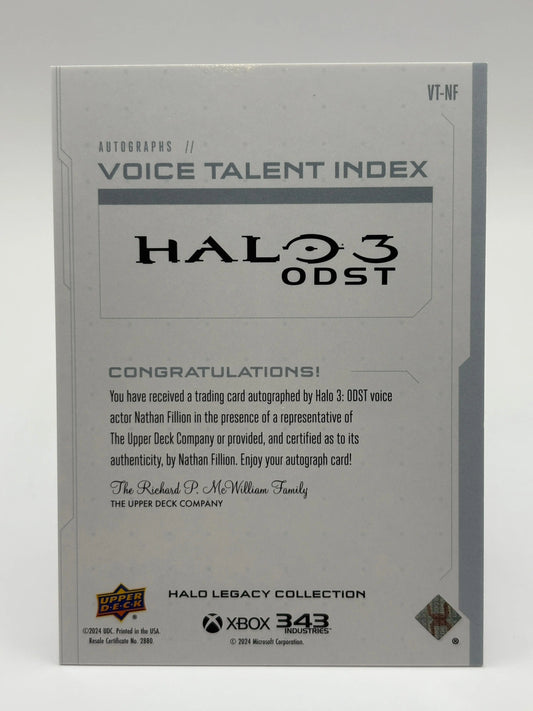 VT-NF
AUTOGRAPHS //
VOICE TALENT INDEX
HALO 3
ODST
CONGRATULATIONS!
You have received a trading card autographed by Halo 3: ODST voice
actor Nathan Fillion in the presence of a representative of
The Upper Deck Company or provided, and certified as to its
authenticity, by Nathan Fillion. Enjoy your autograph card!
The Richard P. McWilliam Family
THE UPPER DECK COMPANY
UPPER
D·E·C·K
®
HALO LEGACY COLLECTION
©2024 UDC. Printed in the USA.
Resale Certificate No. 2880.
XBOX 343
INDUSTRIES™
© 2024 Microsoft Corporation.
®